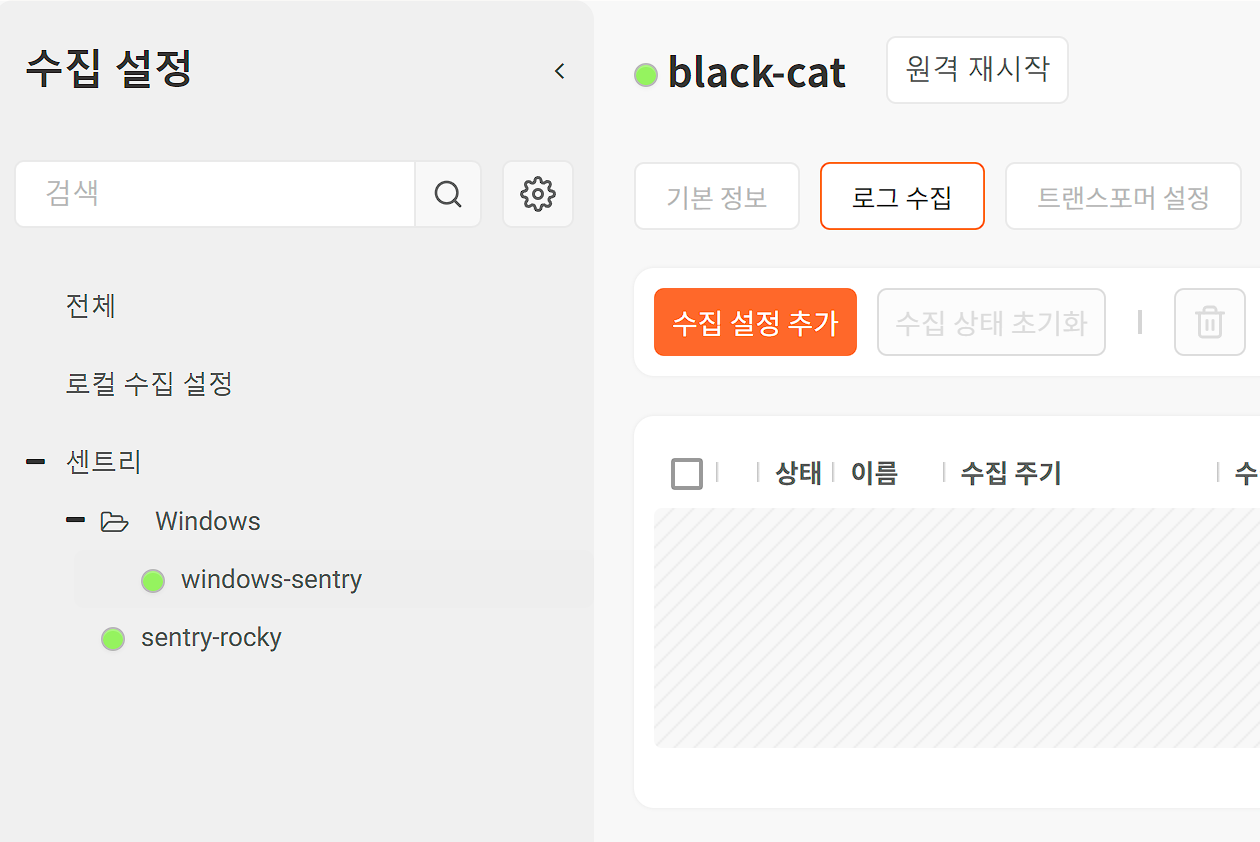 수집 설정
검색
전체
로컬 수집 설정
센트리
Windows
windows-sentry
sentry-rocky
black-cat
원격 재시작
기본 정보
로그 수집
트랜스포머 설정
수집 설정 추가
수집 상태 초기화
상태 이름 수집 주기 수